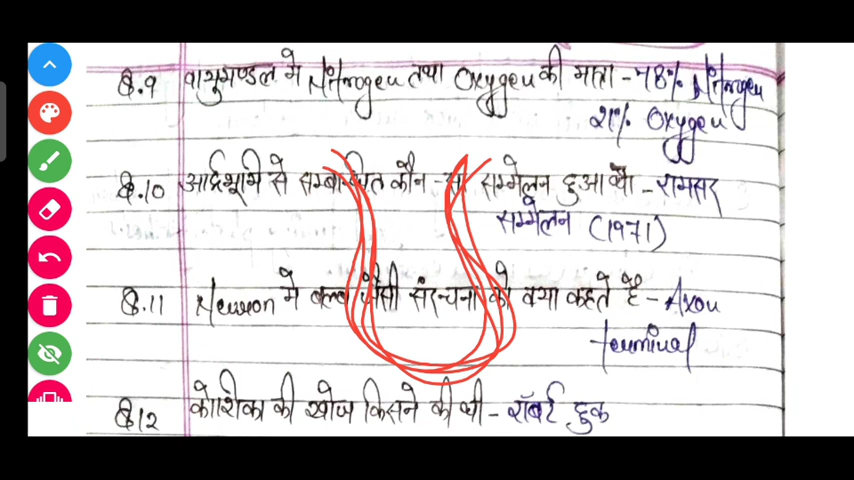 Q.9 वायुमण्डल में Nitrogen तथा Oxygen की मात्रा - 78% Nitrogen
21% Oxygen
Q.10 आर्द्रभूमि से सम्बन्धित कौन - सा सम्मेलन हुआ था - रामसर
सम्मेलन (1971)
Q.11 Neuron में बल्ब जैसी संरचना को क्या कहते है - Axon
terminal
Q.12 कोशिका की खोज किसने की थी - रॉबर्ट हुक